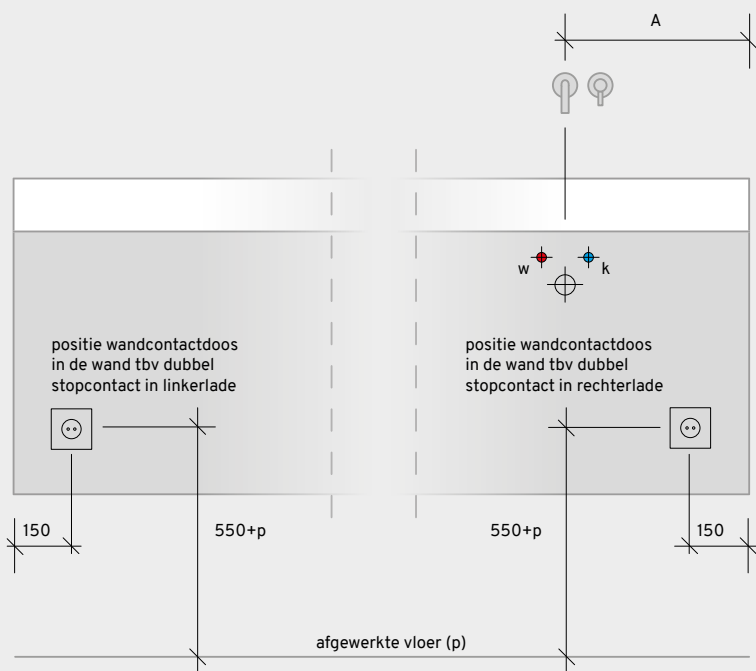 A
w
k
positie wandcontactdoos
in de wand tbv dubbel
stopcontact in linkerlade
positie wandcontactdoos
in de wand tbv dubbel
stopcontact in rechterlade
150
550+p
550+p
150
afgewerkte vloer (p)